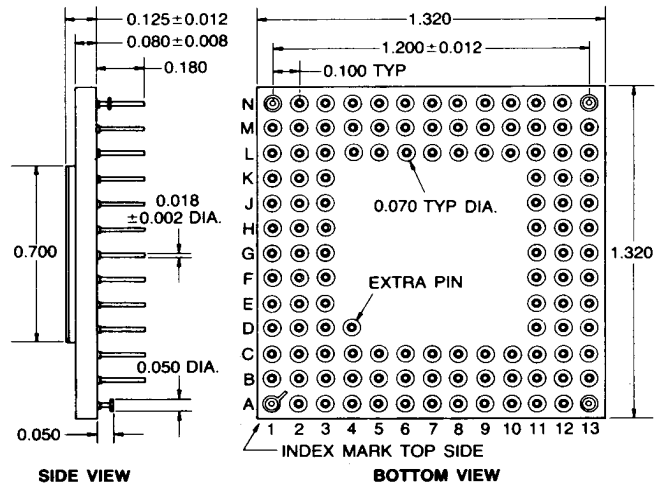 0.125±0.012
0.080±0.008
0.180
1.320
1.200±0.012
0.100 TYP
N
M
L
K
J
H
G
F
E
D
C
B
A
0.018
±0.002 DIA.
0.070 TYP DIA.
0.700
1.320
EXTRA PIN
0.050 DIA.
0.050
1 2 3 4 5 6 7 8 9 10 11 12 13
INDEX MARK TOP SIDE
SIDE VIEW
BOTTOM VIEW